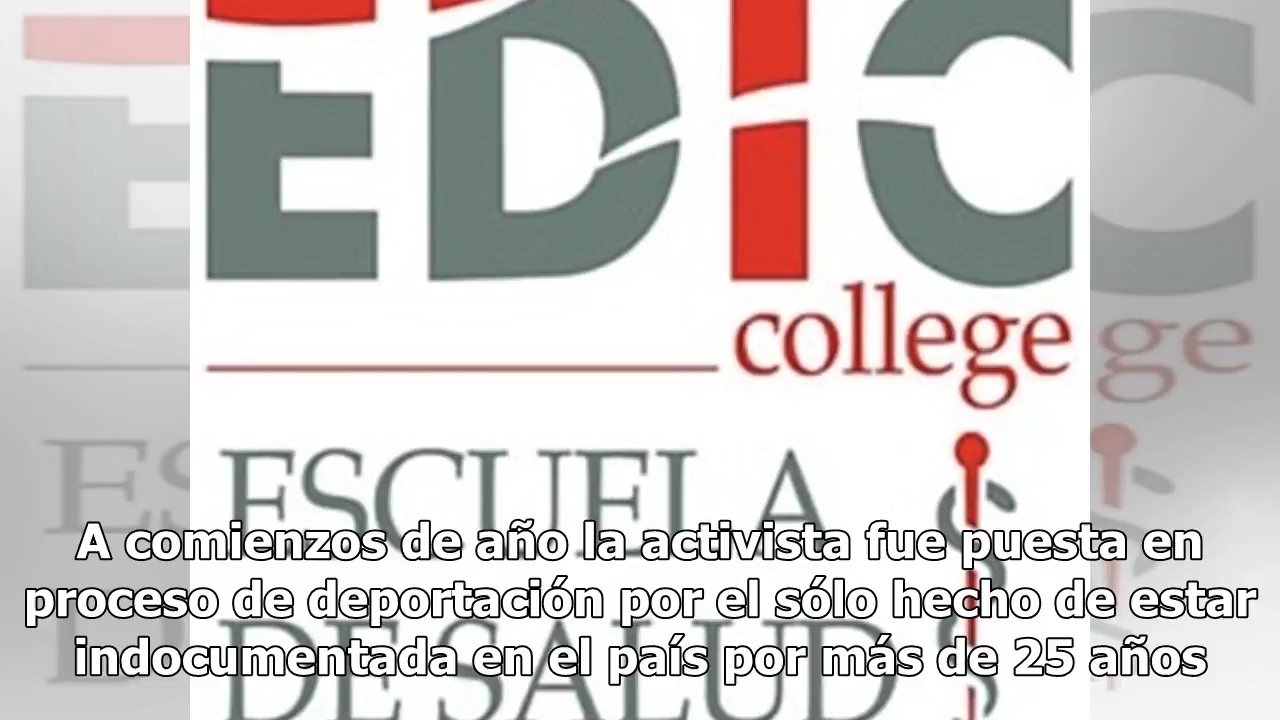 EDIC
college
ESCUELA
DE SALUD
A comienzos de año la activista fue puesta en
proceso de deportación por el sólo hecho de estar
indocumentada en el país por más de 25 años